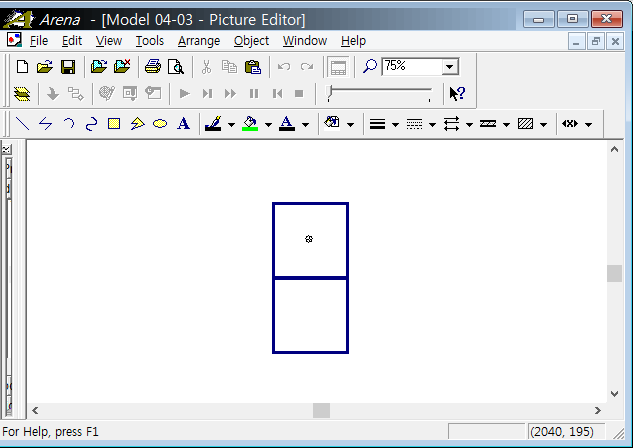 Arena - [Model 04-03 - Picture Editor]
File Edit View Tools Arrange Object Window Help
75%
A A
For Help, press F1 (2040, 195)